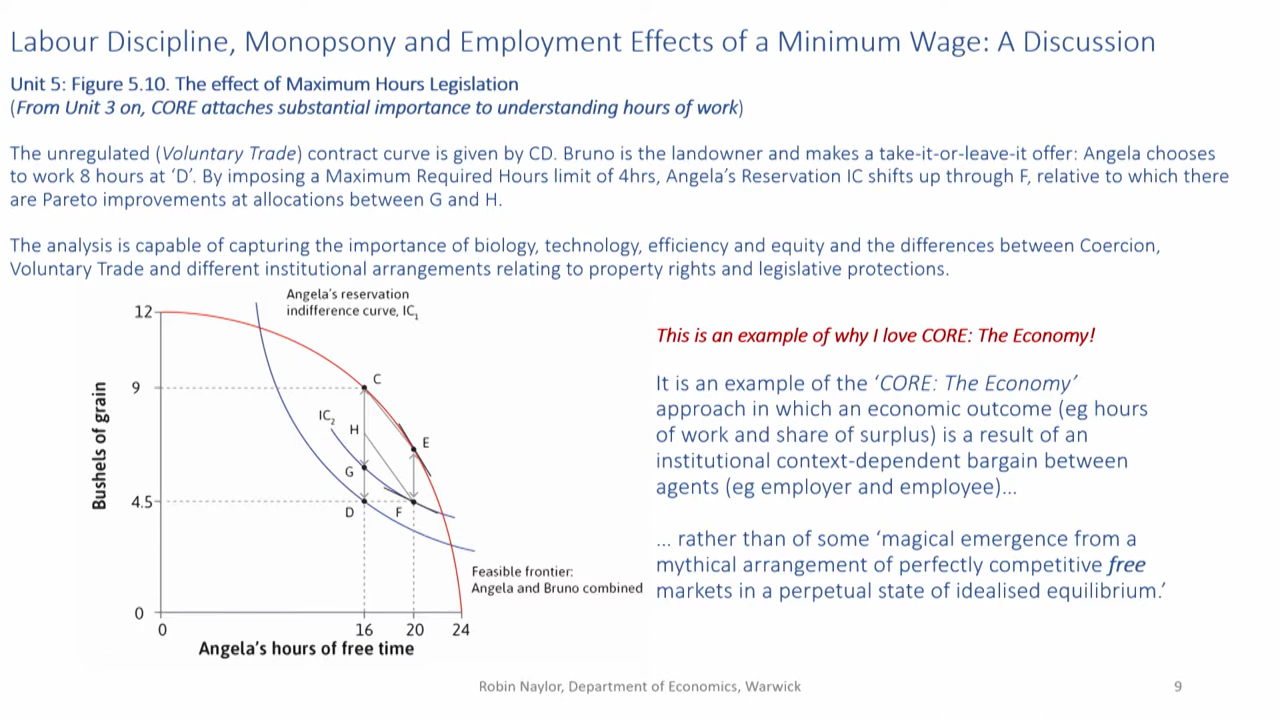 Labour Discipline, Monopsony and Employment Effects of a Minimum Wage: A Discussion
Unit 5: Figure 5.10. The effect of Maximum Hours Legislation
(From Unit 3 on, CORE attaches substantial importance to understanding hours of work)
The unregulated (Voluntary Trade) contract curve is given by CD. Bruno is the landowner and makes a take-it-or-leave-it offer: Angela chooses
to work 8 hours at ‘D’. By imposing a Maximum Required Hours limit of 4hrs, Angela’s Reservation IC shifts up through F, relative to which there
are Pareto improvements at allocations between G and H.
The analysis is capable of capturing the importance of biology, technology, efficiency and equity and the differences between Coercion,
Voluntary Trade and different institutional arrangements relating to property rights and legislative protections.
Angela’s reservation
indifference curve, IC1
12
C
9
IC2
H
E
G
4.5
D
F
0
0
16
20
24
Bushels of grain
Angela’s hours of free time
Feasible frontier:
Angela and Bruno combined
This is an example of why I love CORE: The Economy!
It is an example of the ‘CORE: The Economy’
approach in which an economic outcome (eg hours
of work and share of surplus) is a result of an
institutional context-dependent bargain between
agents (eg employer and employee)…
… rather than of some ‘magical emergence from a
mythical arrangement of perfectly competitive free
markets in a perpetual state of idealised equilibrium.’
Robin Naylor, Department of Economics, Warwick
9